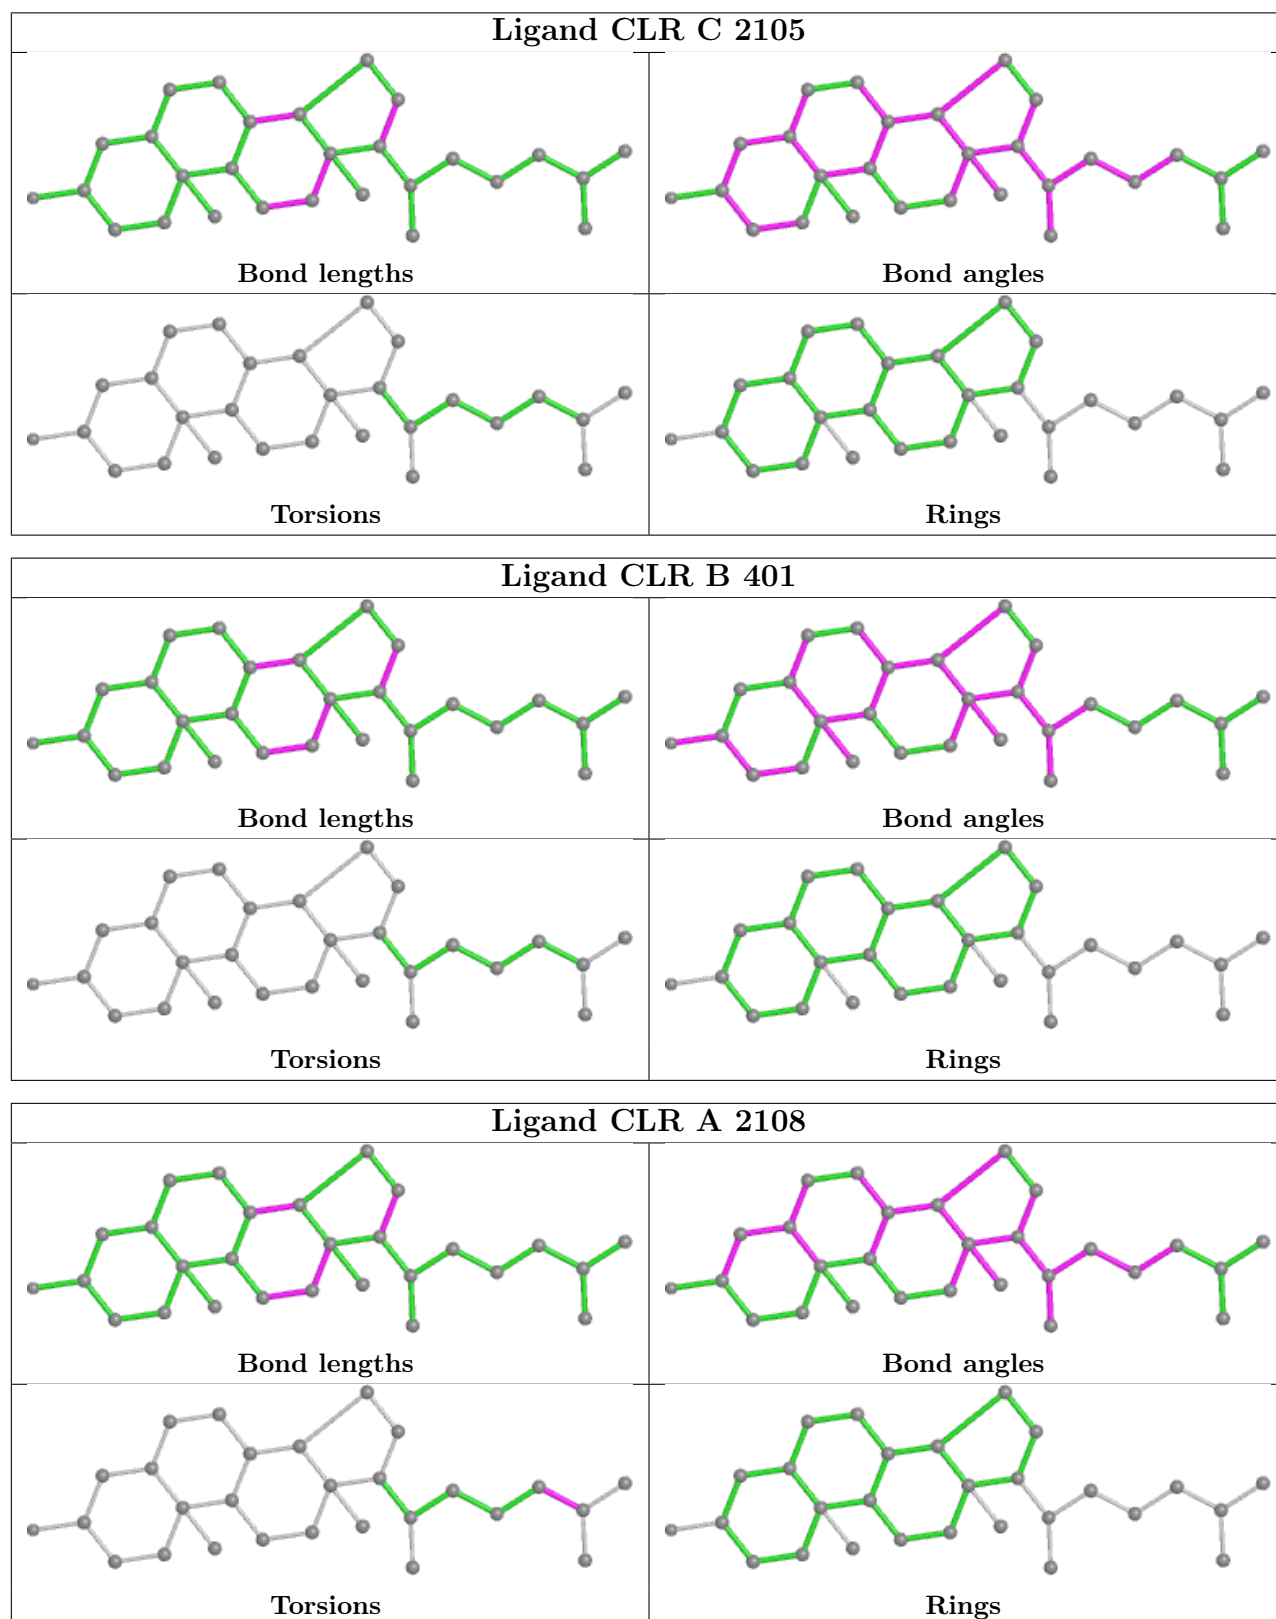 Ligand CLR C 2105
Bond lengths
Bond angles
Torsions
Rings
Ligand CLR B 401
Bond lengths
Bond angles
Torsions
Rings
Ligand CLR A 2108
Bond lengths
Bond angles
Torsions
Rings